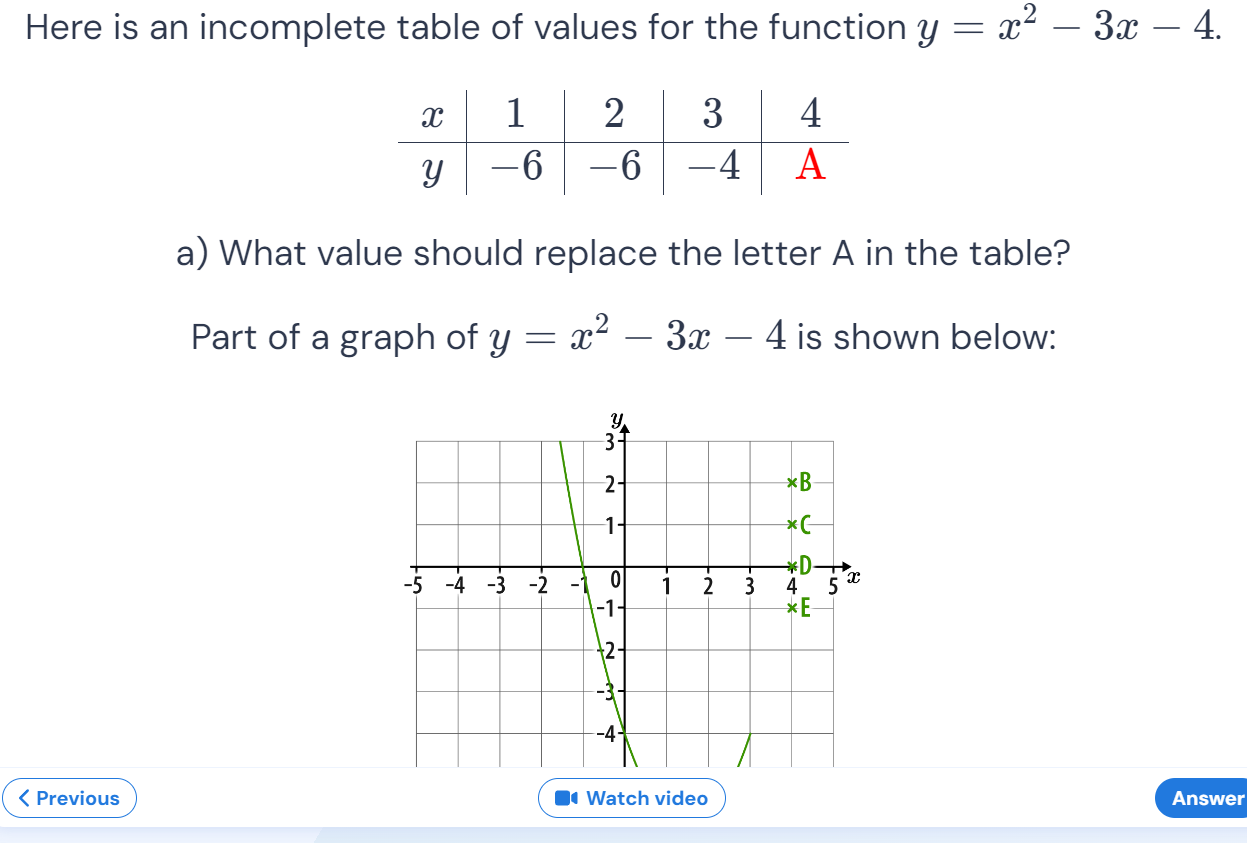 Here is an incomplete table of values for the function y = x² − 3x − 4.
x 1 2 3 4
y −6 −6 −4 A
a) What value should replace the letter A in the table?
Part of a graph of y = x² − 3x − 4 is shown below:
y
3
2 B
1 C
D
-5 -4 -3 -2 -1 0 1 2 3 4 5 x
-1 E
-2
-3
-4
Previous Watch video Answer